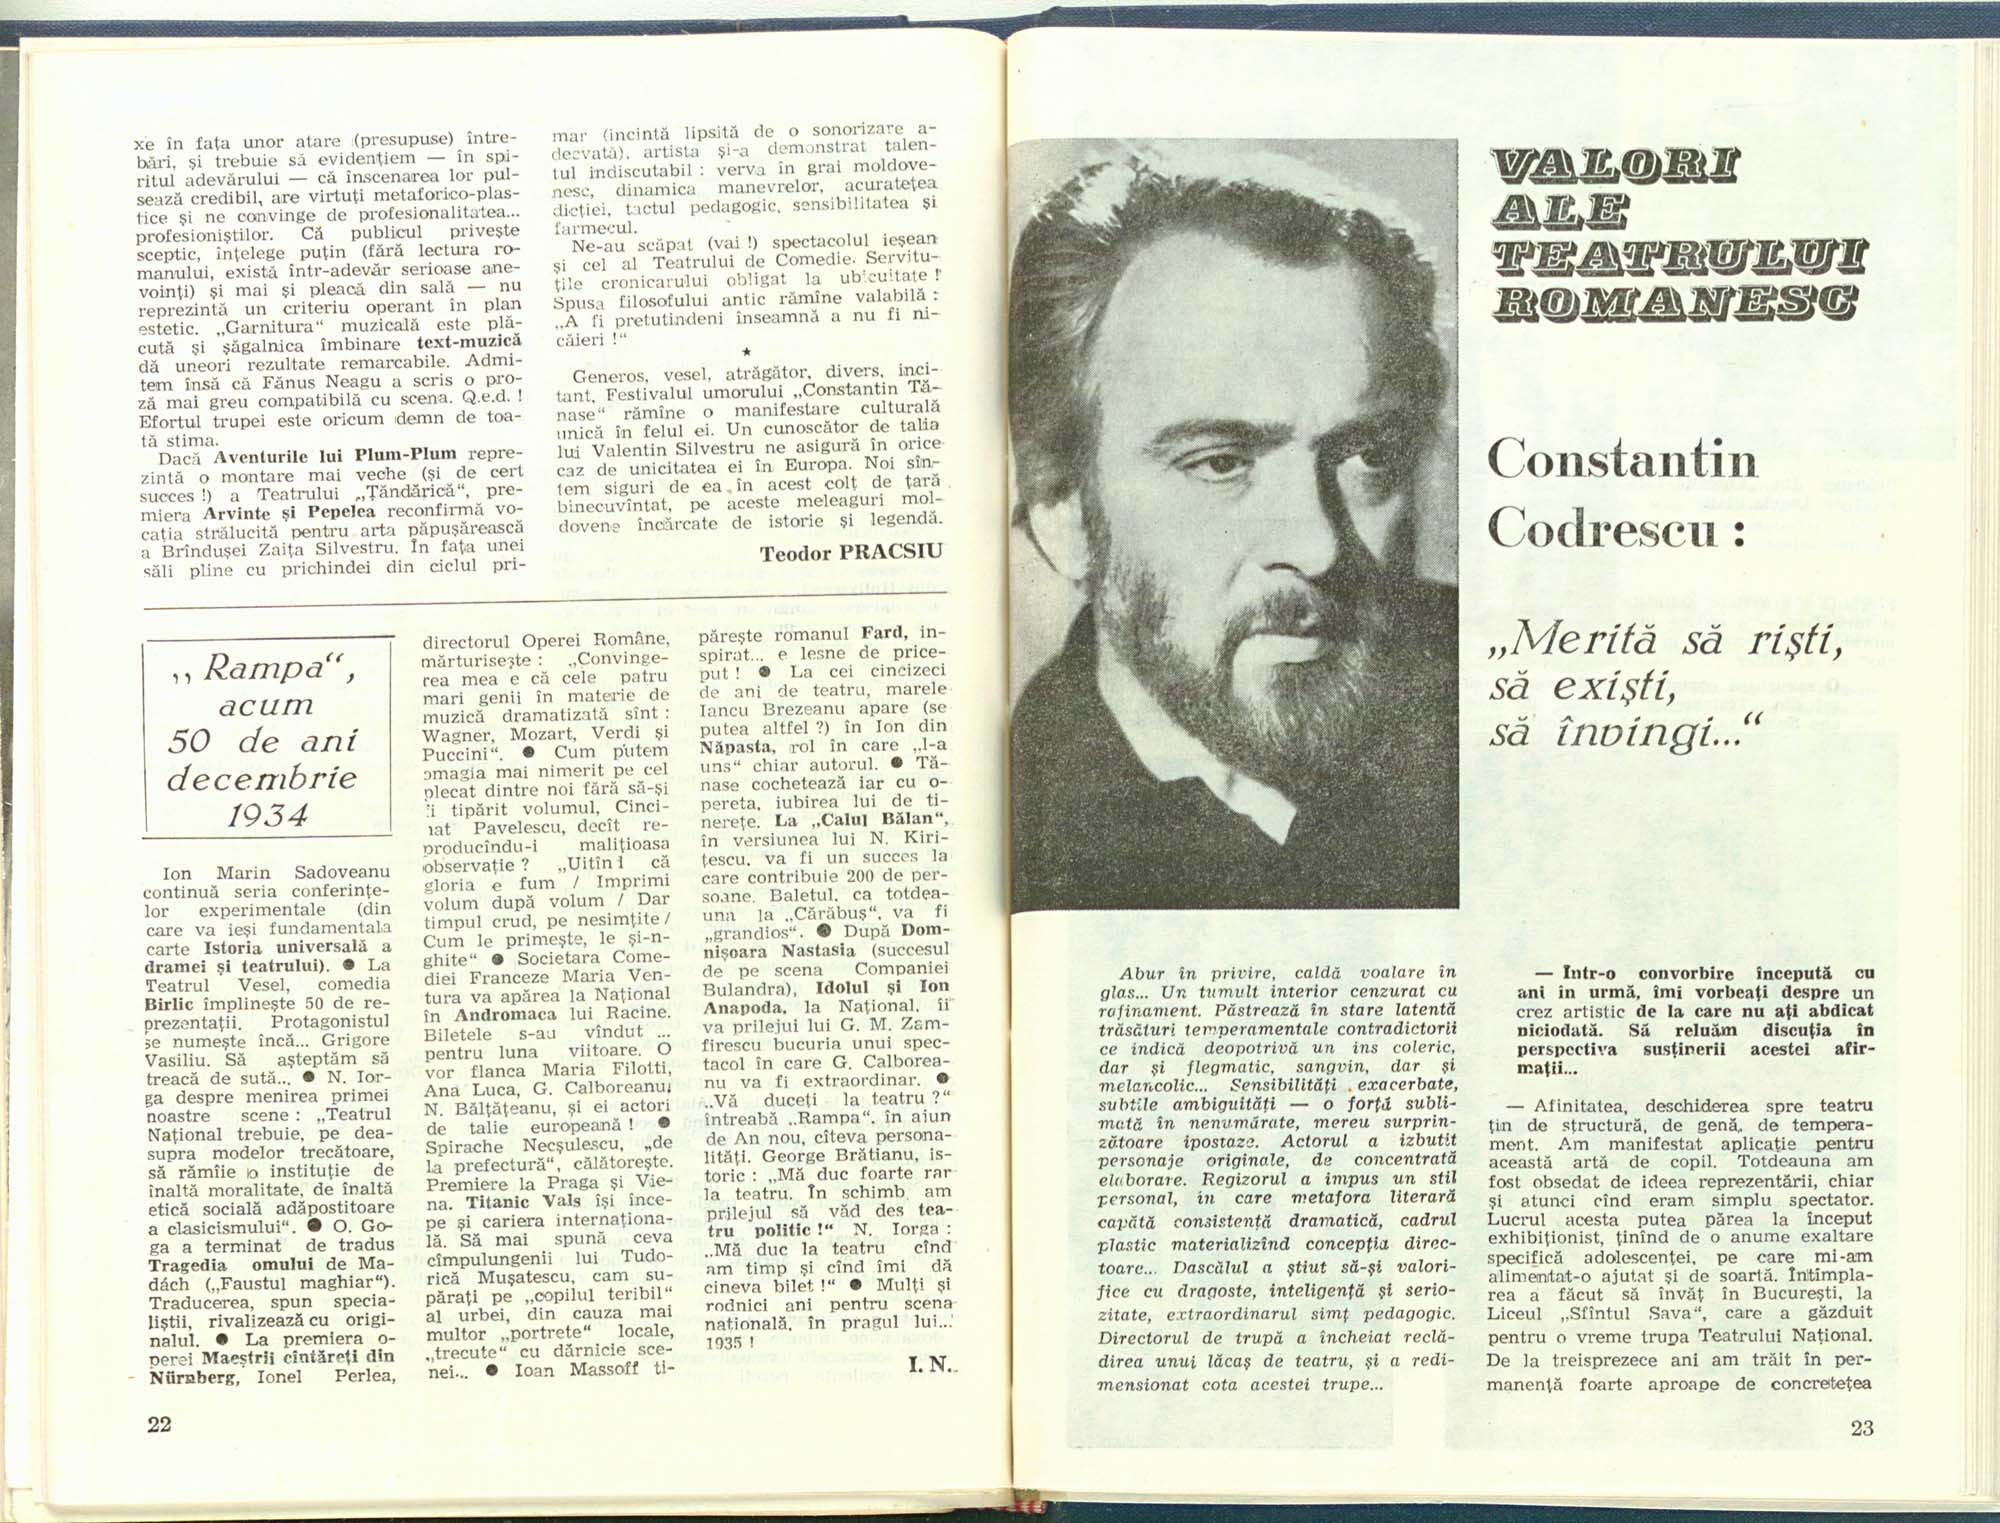 xe în fața unor atare (presupuse) între-
bări, și trebuie să evidențiem — în spi-
ritul adevărului — că înscenarea lor pul-
sează credibil, are virtuți metaforico-plas-
tice și ne convinge de profesionalitatea...
profesioniștilor. Că publicul privește
sceptic, înțelege puțin (fără lectura ro-
manului, există într-adevăr serioase ane-
voinți) și mai și pleacă din sală — nu
reprezintă un criteriu operant în plan
estetic. „Garnitura“ muzicală este plă-
cută și șăgalnica îmbinare text-muzică
dă uneori rezultate remarcabile. Admi-
tem însă că Fănus Neagu a scris o pro-
ză mai greu compatibilă cu scena. Q.e.d. !
Efortul trupei este oricum demn de toa-
tă stima.
Dacă Aventurile lui Plum-Plum repre-
zintă o montare mai veche (și de cert
succes !) a Teatrului „Țăndărică“, pre-
miera Arvinte și Pepelea reconfirmă vo-
cația strălucită pentru arta păpușărească
a Brîndușei Zaița Silvestru. În fața unei
săli pline cu prichindei din ciclul pri-
mar (incintă lipsită de o sonorizare a-
decvată), artista și-a demonstrat talen-
tul indiscutabil : verva în grai moldove-
nesc, dinamica manevrelor, acuratețea
dicției, tactul pedagogic, sensibilitatea și
farmecul.
Ne-au scăpat (vai !) spectacolul ieșean
și cel al Teatrului de Comedie. Servitu-
țile cronicarului obligat la ubicuitate !
Spusa filosofului antic rămîne valabilă :
„A fi pretutindeni înseamnă a nu fi ni-
căieri !“
★
Generos, vesel, atrăgător, divers, inci-
tant, Festivalul umorului „Constantin Tă-
nase“ rămîne o manifestare culturală
unică în felul ei. Un cunoscător de talia
lui Valentin Silvestru ne asigură în orice
caz de unicitatea ei în Europa. Noi sîn-
tem siguri de ea în acest colț de țară
binecuvîntat, pe aceste meleaguri mol-
dovene încărcate de istorie și legendă.
Teodor PRACSIU
„Rampa“,
acum
50 de ani
decembrie
1934
Ion Marin Sadoveanu
continuă seria conferințe-
lor experimentale (din
care va ieși fundamentala
carte Istoria universală a
dramei și teatrului). ● La
Teatrul Vesel, comedia
Birlic împlinește 50 de re-
prezentații. Protagonistul
se numește încă... Grigore
Vasiliu. Să așteptăm să
treacă de sută... ● N. Ior-
ga despre menirea primei
noastre scene : „Teatrul
Național trebuie, pe dea-
supra modelor trecătoare,
să rămîie o instituție de
înaltă moralitate, de înaltă
etică socială adăpostitoare
a clasicismului“. ● O. Go-
ga a terminat de tradus
Tragedia omului de Ma-
dách („Faustul maghiar“).
Traducerea, spun specia-
liștii, rivalizează cu origi-
nalul. ● La premiera o-
perei Maeștrii cîntăreți din
Nürnberg, Ionel Perlea,
directorul Operei Române,
mărturisește : „Convinge-
rea mea e că cele patru
mari genii în materie de
muzică dramatizată sînt :
Wagner, Mozart, Verdi și
Puccini“. ● Cum putem
omagia mai nimerit pe cel
plecat dintre noi fără să-și
fi tipărit volumul, Cinci-
nat Pavelescu, decît re-
producîndu-i malițioasa
observație ? „Uitînd că
gloria e fum / Imprimi
volum după volum / Dar
timpul crud, pe nesimțite /
Cum le primește, le și-n-
ghite“ ● Societara Come-
diei Franceze Maria Ven-
tura va apărea la Național
în Andromaca lui Racine.
Biletele s-au vîndut ...
pentru luna viitoare. O
vor flanca Maria Filotti,
Ana Luca, G. Calboreanu,
N. Bălțățeanu, și ei actori
de talie europeană ! ●
Spirache Necșulescu, „de
la prefectură“, călătorește.
Premiere la Praga și Vie-
na. Titanic Vals își înce-
pe și cariera internaționa-
lă. Să mai spună ceva
cîmpulungenii lui Tudo-
rică Mușatescu, cam su-
părați pe „copilul teribil“
al urbei, din cauza mai
multor „portrete“ locale,
„trecute“ cu dărnicie sce-
nei... ● Ioan Massoff ti-
părește romanul Fard, in-
spirat... e lesne de price-
put ! ● La cei cincizeci
de ani de teatru, marele
Iancu Brezeanu apare (se
putea altfel ?) în Ion din
Năpasta, rol în care „l-a
uns“ chiar autorul. ● Tă-
nase cochetează iar cu o-
pereta, iubirea lui de ti-
nerețe. La „Calul Bălan“,
în versiunea lui N. Kiri-
țescu, va fi un succes la
care contribuie 200 de per-
soane. Baletul, ca totdea-
una la „Cărăbuș“, va fi
„grandios“. ● După Dom-
nișoara Nastasia (succesul
de pe scena Companiei
Bulandra), Idolul și Ion
Anapoda, la Național, îi
va prilejui lui G. M. Zam-
firescu bucuria unui spec-
tacol în care G. Calborea-
nu va fi extraordinar. ●
„Vă duceți la teatru ?“
întreabă „Rampa“, în ajun
de An nou, cîteva persona-
lități. George Brătianu, is-
toric : „Mă duc foarte rar
la teatru. În schimb, am
prilejul să văd des tea-
tru politic !“ N. Iorga :
„Mă duc la teatru cînd
am timp și cînd îmi dă
cineva bilet !“ ● Mulți și
rodnici ani pentru scena
națională, în pragul lui...
1935 !
I. N.
22
VALORI
ALE
TEATRULUI
ROMANESC
Constantin
Codrescu :
„Merită să riști,
să exiști,
să învingi...“
Abur în privire, caldă voalare în
glas... Un tumult interior cenzurat cu
rafinament. Păstrează în stare latentă
trăsături temperamentale contradictorii
ce indică deopotrivă un ins coleric,
dar și flegmatic, sangvin, dar și
melancolic... Sensibilități exacerbate,
subtile ambiguități — o forță subli-
mată în nenumărate, mereu surprin-
zătoare ipostaze. Actorul a izbutit
personaje originale, de concentrată
elaborare. Regizorul a impus un stil
personal, în care metafora literară
capătă consistență dramatică, cadrul
plastic materializînd concepția direc-
toare... Dascălul a știut să-și valori-
fice cu dragoste, inteligență și serio-
zitate, extraordinarul simț pedagogic.
Directorul de trupă a încheiat reclă-
direa unui lăcaș de teatru, și a redi-
mensionat cota acestei trupe...
— Intr-o convorbire începută cu
ani în urmă, îmi vorbeați despre un
crez artistic de la care nu ați abdicat
niciodată. Să reluăm discuția în
perspectiva susținerii acestei afir-
mații...
— Afinitatea, deschiderea spre teatru
țin de structură, de genă, de tempera-
ment. Am manifestat aplicație pentru
această artă de copil. Totdeauna am
fost obsedat de ideea reprezentării, chiar
și atunci cînd eram simplu spectator.
Lucrul acesta putea părea la început
exhibiționist, ținînd de o anume exaltare
specifică adolescenței, pe care mi-am
alimentat-o ajutat și de soartă. Întîmpla-
rea a făcut să învăț în București, la
Liceul „Sfîntul Sava“, care a găzduit
pentru o vreme trupa Teatrului Național.
De la treisprezece ani am trăit în per-
manență foarte aproape de concretețea
23